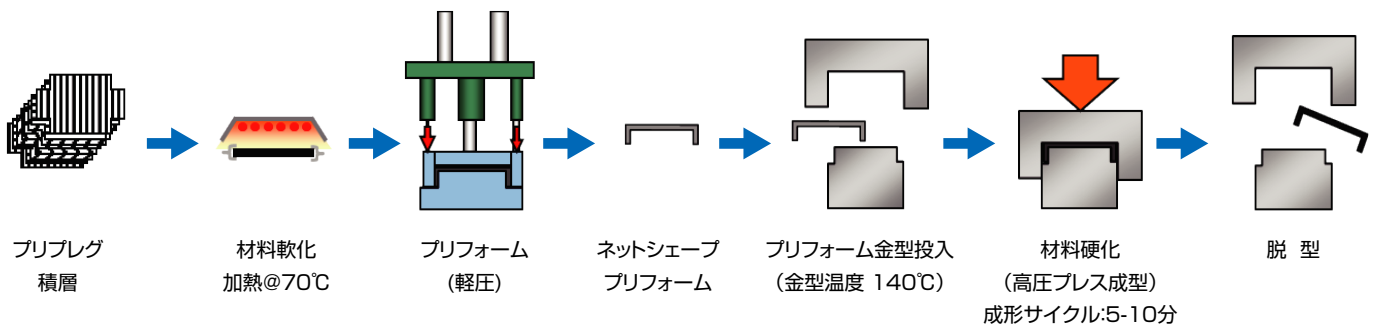 プリプレグ
積層
材料軟化
加熱@70℃
プリフォーム
(軽圧)
ネットシェープ
プリフォーム
プリフォーム金型投入
（金型温度 140℃）
材料硬化
（高圧プレス成型）
成形サイクル:5-10分
脱 型